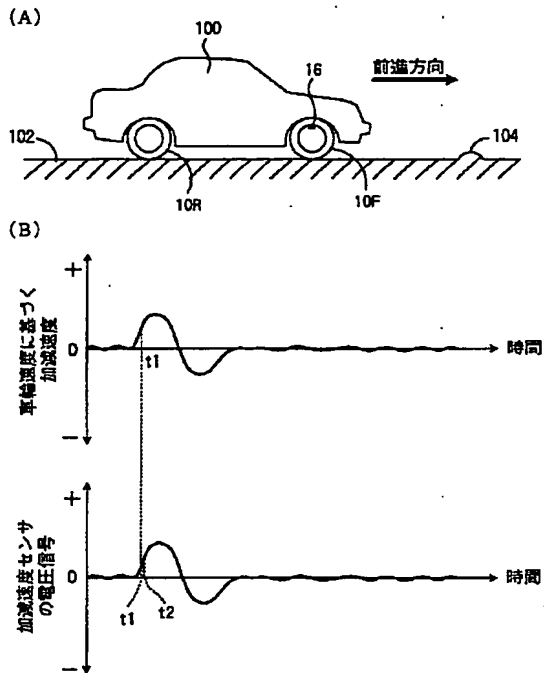 (A)
100
16
前進方向
102
104
10R
10F
(B)
+
車輪速度に基づく
加減速度
0
t1
時間
−
+
加減速度センサ
の電圧信号
0
t1
t2
時間
−